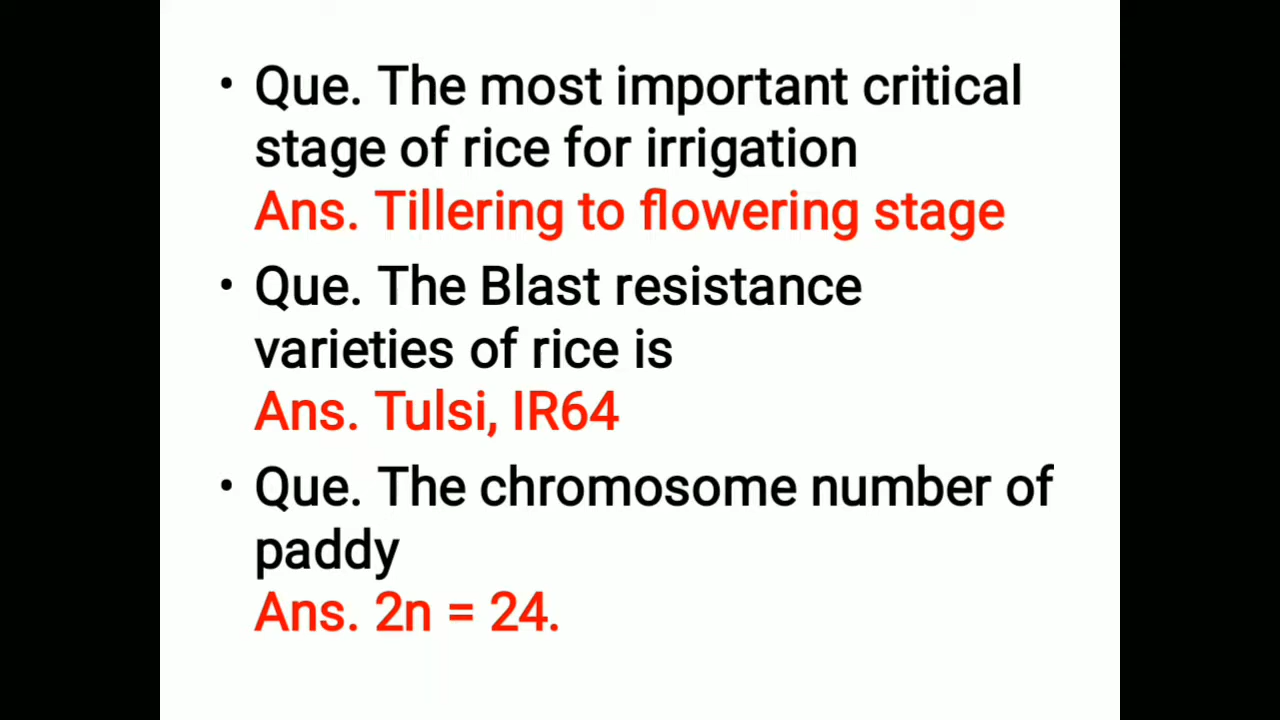 • Que. The most important critical
stage of rice for irrigation
Ans. Tillering to flowering stage
• Que. The Blast resistance
varieties of rice is
Ans. Tulsi, IR64
• Que. The chromosome number of
paddy
Ans. 2n = 24.